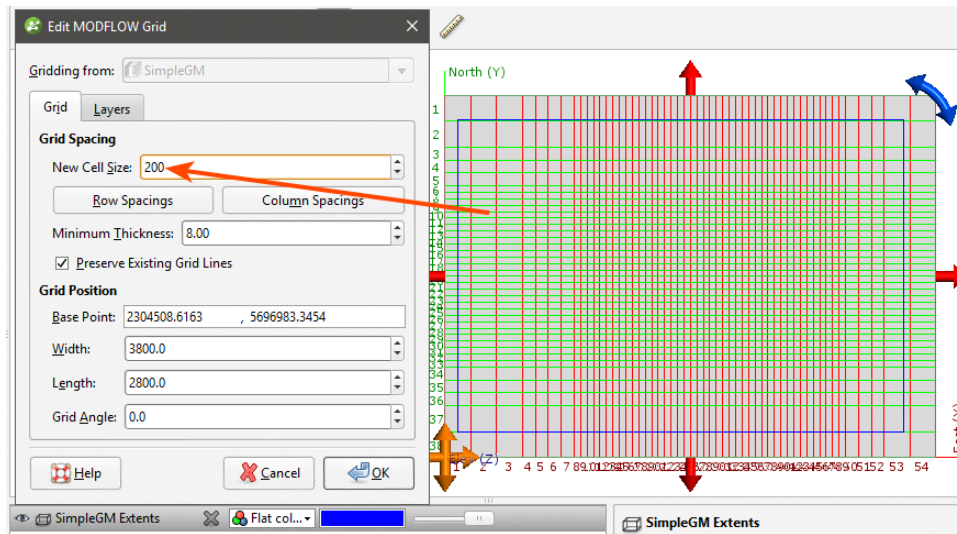 Edit MODFLOW Grid
Gridding from: SimpleGM
Grid Layers
Grid Spacing
New Cell Size: 200
Row Spacings Column Spacings
Minimum Thickness: 8.00
Preserve Existing Grid Lines
Grid Position
Base Point: 2304508.6163 , 5696983.3454
Width: 3800.0
Length: 2800.0
Grid Angle: 0.0
Help Cancel OK
North (Y)
1
2
3
4
33
34
35
36
37
3 4 5 6 7 8 52 53 54
SimpleGM Extents Flat col...
SimpleGM Extents